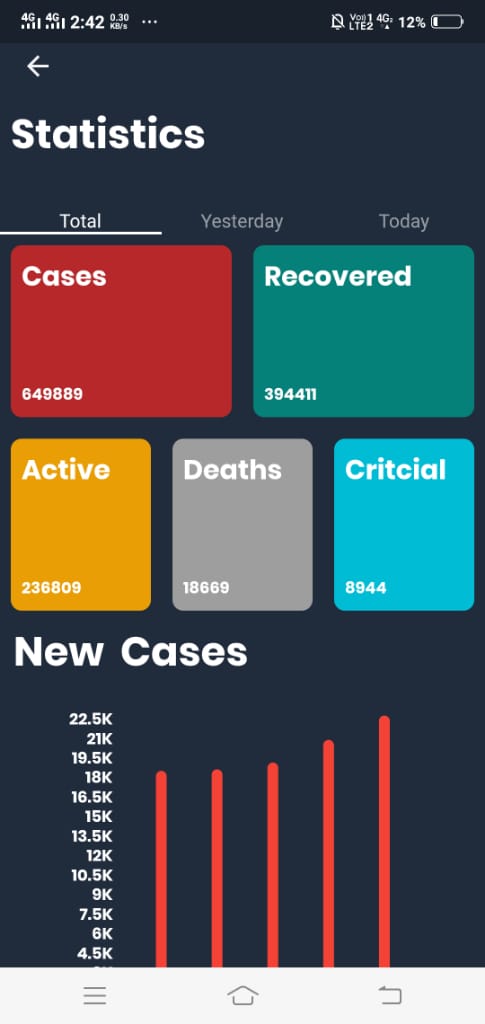 4G 4G 2:42 0.30 KB/s ... Vo)) 1 LTE2 4G 12%
Statistics
Total Yesterday Today
Cases Recovered
649889 394411
Active Deaths Critcial
236809 18669 8944
New Cases
22.5K
21K
19.5K
18K
16.5K
15K
13.5K
12K
10.5K
9K
7.5K
6K
4.5K